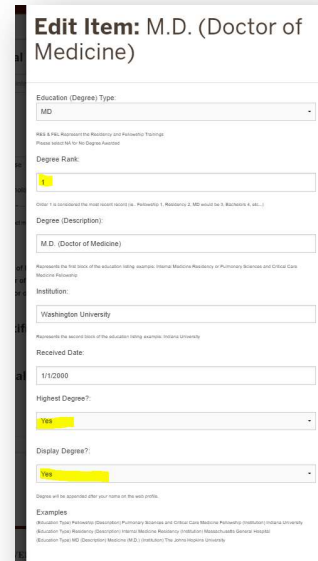 Edit Item: M.D. (Doctor of
Medicine)
Education (Degree) Type:
MD
RES & FEL Represent the Residency and Fellowship Trainings
Please select NA for No Degree Awarded
Degree Rank:
1
Order 1 is considered the most recent record (ie.. Fellowship 1, Residency 2, MD would be 3, Bachelors 4, etc...)
Degree (Description):
M.D. (Doctor of Medicine)
Represents the first block of the education listing example: Internal Medicine Residency or Pulmonary Sciences and Critical Care
Medicine Fellowship
Institution:
Washington University
Represents the second block of the education listing example: Indiana University
Received Date:
1/1/2000
Highest Degree?:
Yes
Display Degree?:
Yes
Degree will be appended after your name on the web profile.
Examples
(Education Type) Fellowship (Description) Pulmonary Sciences and Critical Care Medicine Fellowship (Institution) Indiana University
(Education Type) Residency (Description) Internal Medicine Residency (Institution) Massachusetts General Hospital
(Education Type) MD (Description) Medicine (M.D.) (Institution) The Johns Hopkins University